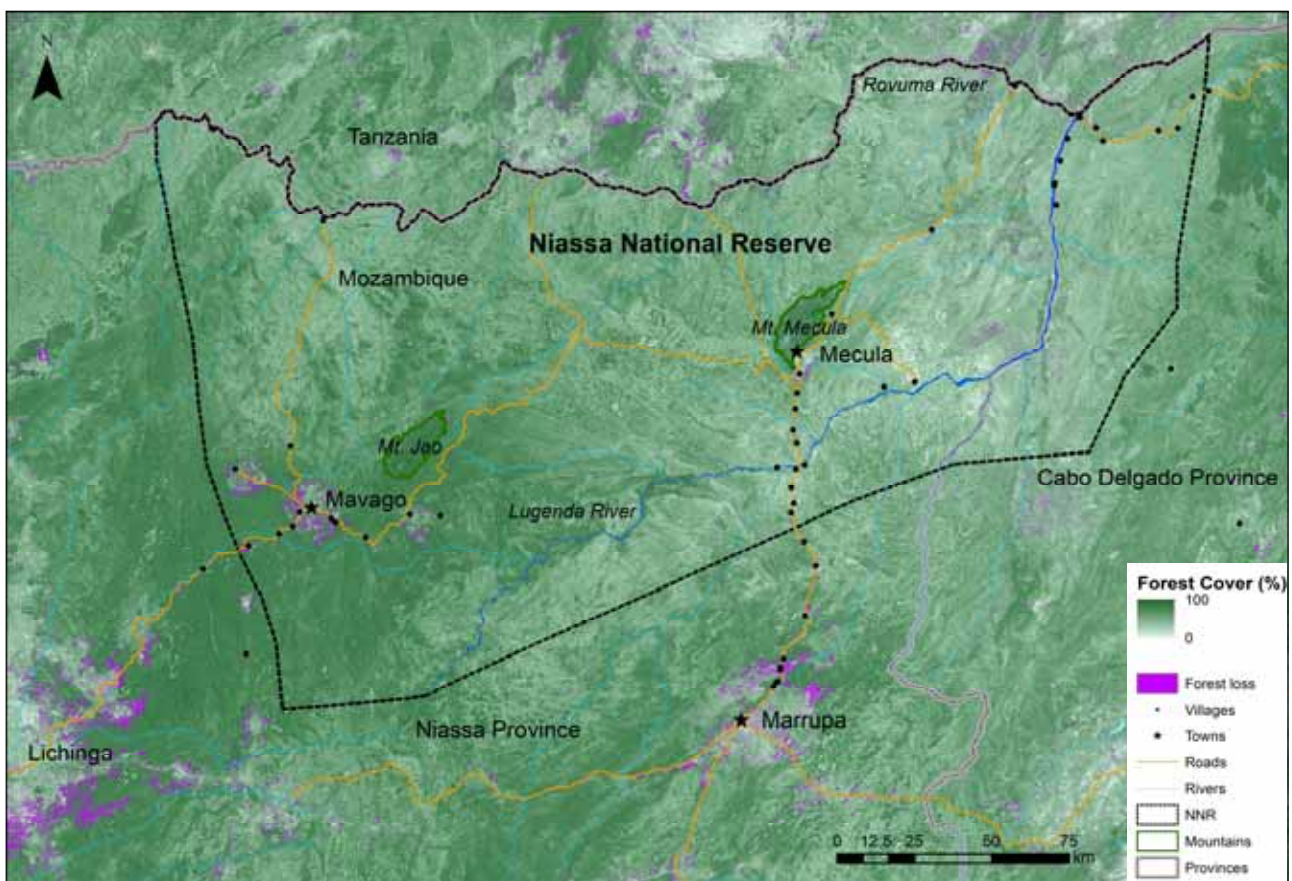 N
Rovuma River
Tanzania
Niassa National Reserve
Mozambique
Mt. Mecula
Mecula
Mt. Jao
Mavago
Lugenda River
Cabo Delgado Province
Niassa Province
Marrupa
Lichinga
Forest Cover (%)
100
0
Forest loss
Villages
Towns
Roads
Rivers
NNR
Mountains
Provinces
0 12.5 25 50 75
km